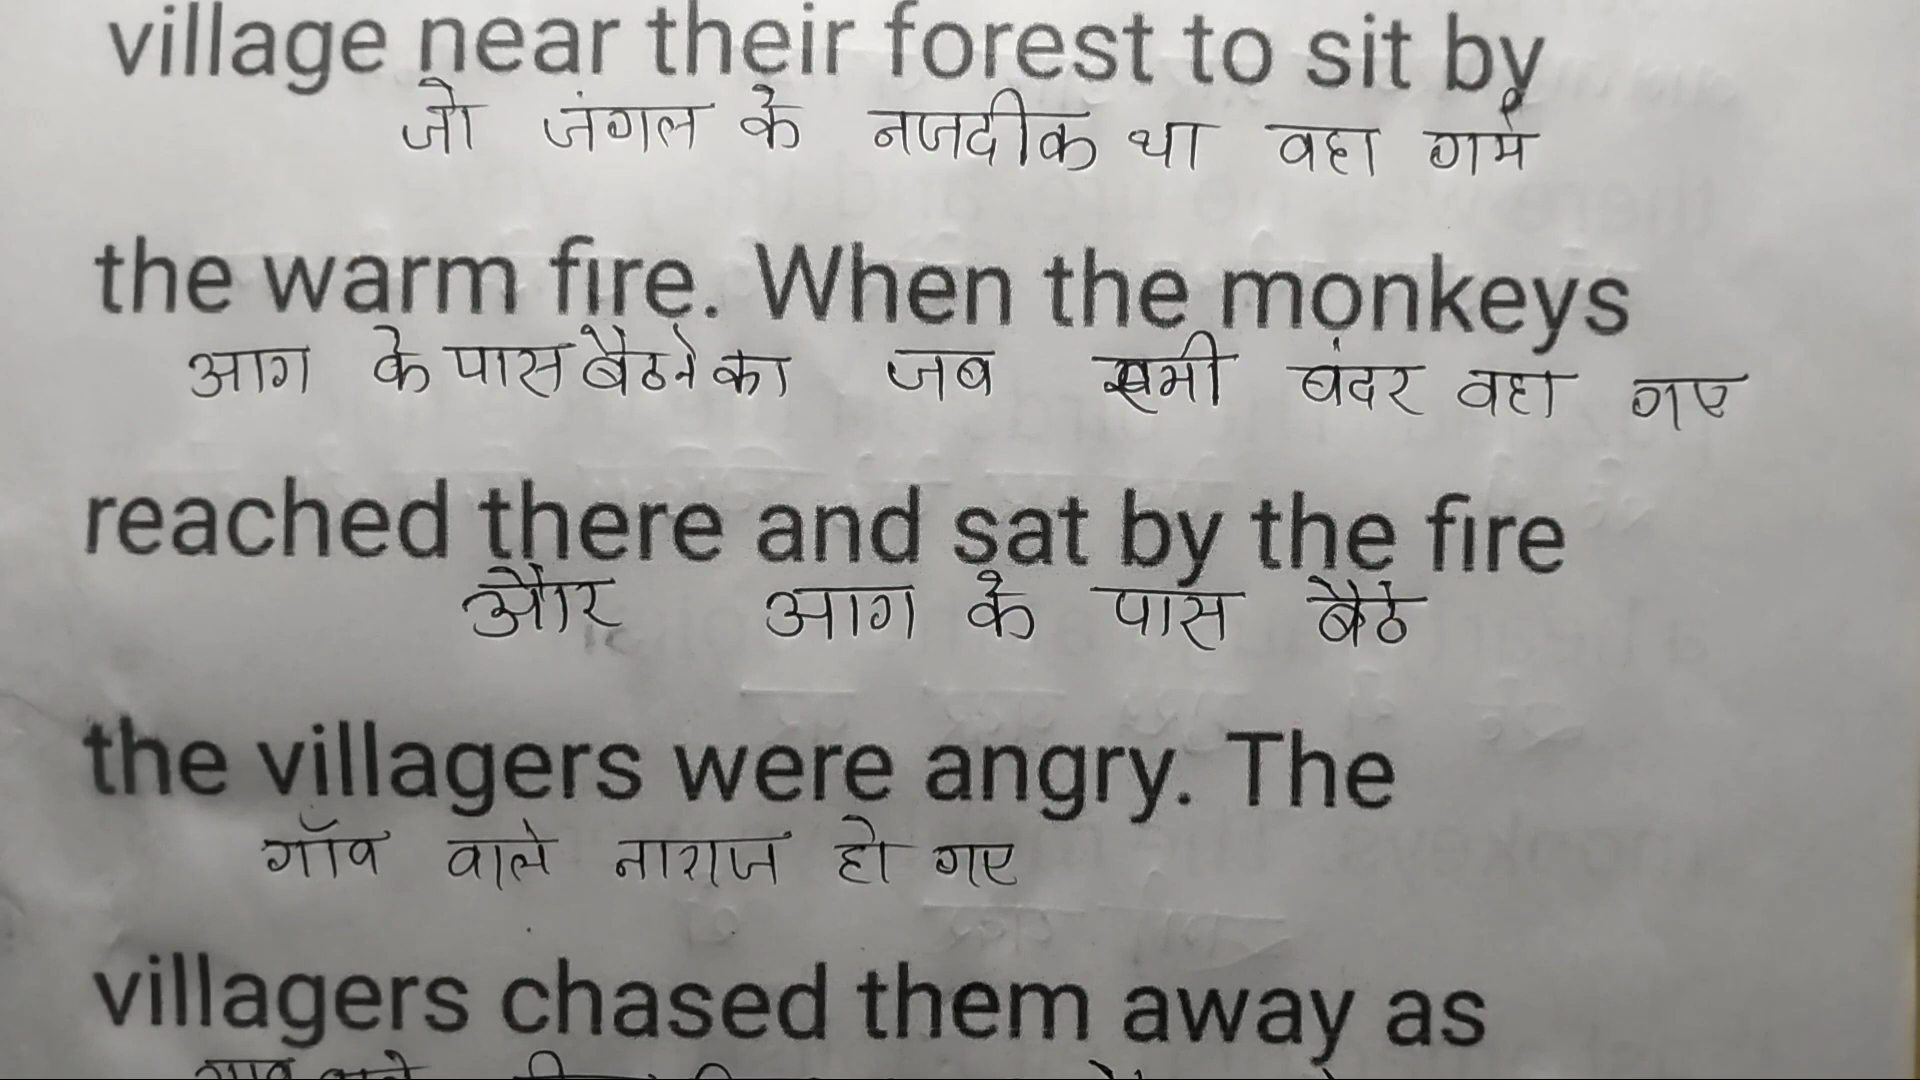 village near their forest to sit by
जो जंगल के नजदीक था वहा गर्म
the warm fire. When the monkeys
आग के पास बैठने का जब सभी बंदर वहा गए
reached there and sat by the fire
और आग के पास बैठे
the villagers were angry. The
गॉव वाले नाराज हो गए
villagers chased them away as